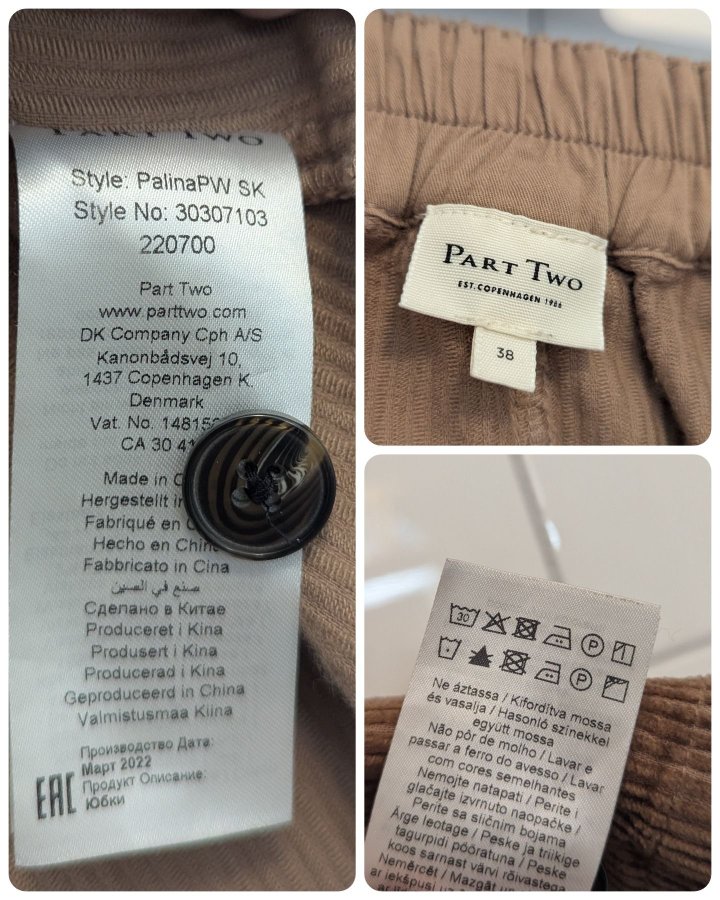 PART TWO
Style: PalinaPW SK
Style No: 30307103
220700
Part Two
www.parttwo.com
DK Company Cph A/S
Kanonbådsvej 10,
1437 Copenhagen K.
Denmark
Vat. No. 14815
CA 30 41
Made in C
Hergestellt in
Fabriqué en C
Hecho en Chin
Fabbricato in Cina
صنع في الصين
Сделано в Китае
Produceret i Kina
Produsert i Kina
Producerad i Kina
Geproduceerd in China
Valmistusmaa Kiina
Производство Дата:
Март 2022
Продукт Описание:
Юбки
EAC
PART TWO
EST. COPENHAGEN 1986
38
30
P
P
Ne áztassa / Kifordítva mossa
és vasalja / Hasonló színekkel
együtt mossa
Não pôr de molho / Lavar e
passar a ferro do avesso / Lavar
com cores semelhantes
Nemojte natapati / Perite i
glačajte izvrnuto naopačke /
Perite sa sličnim bojama
Ärge leotage / Peske ja triikige
tagurpidi pööratuna / Peske
koos sarnast värvi rõivastega
Nemērcēt / Mazgāt un